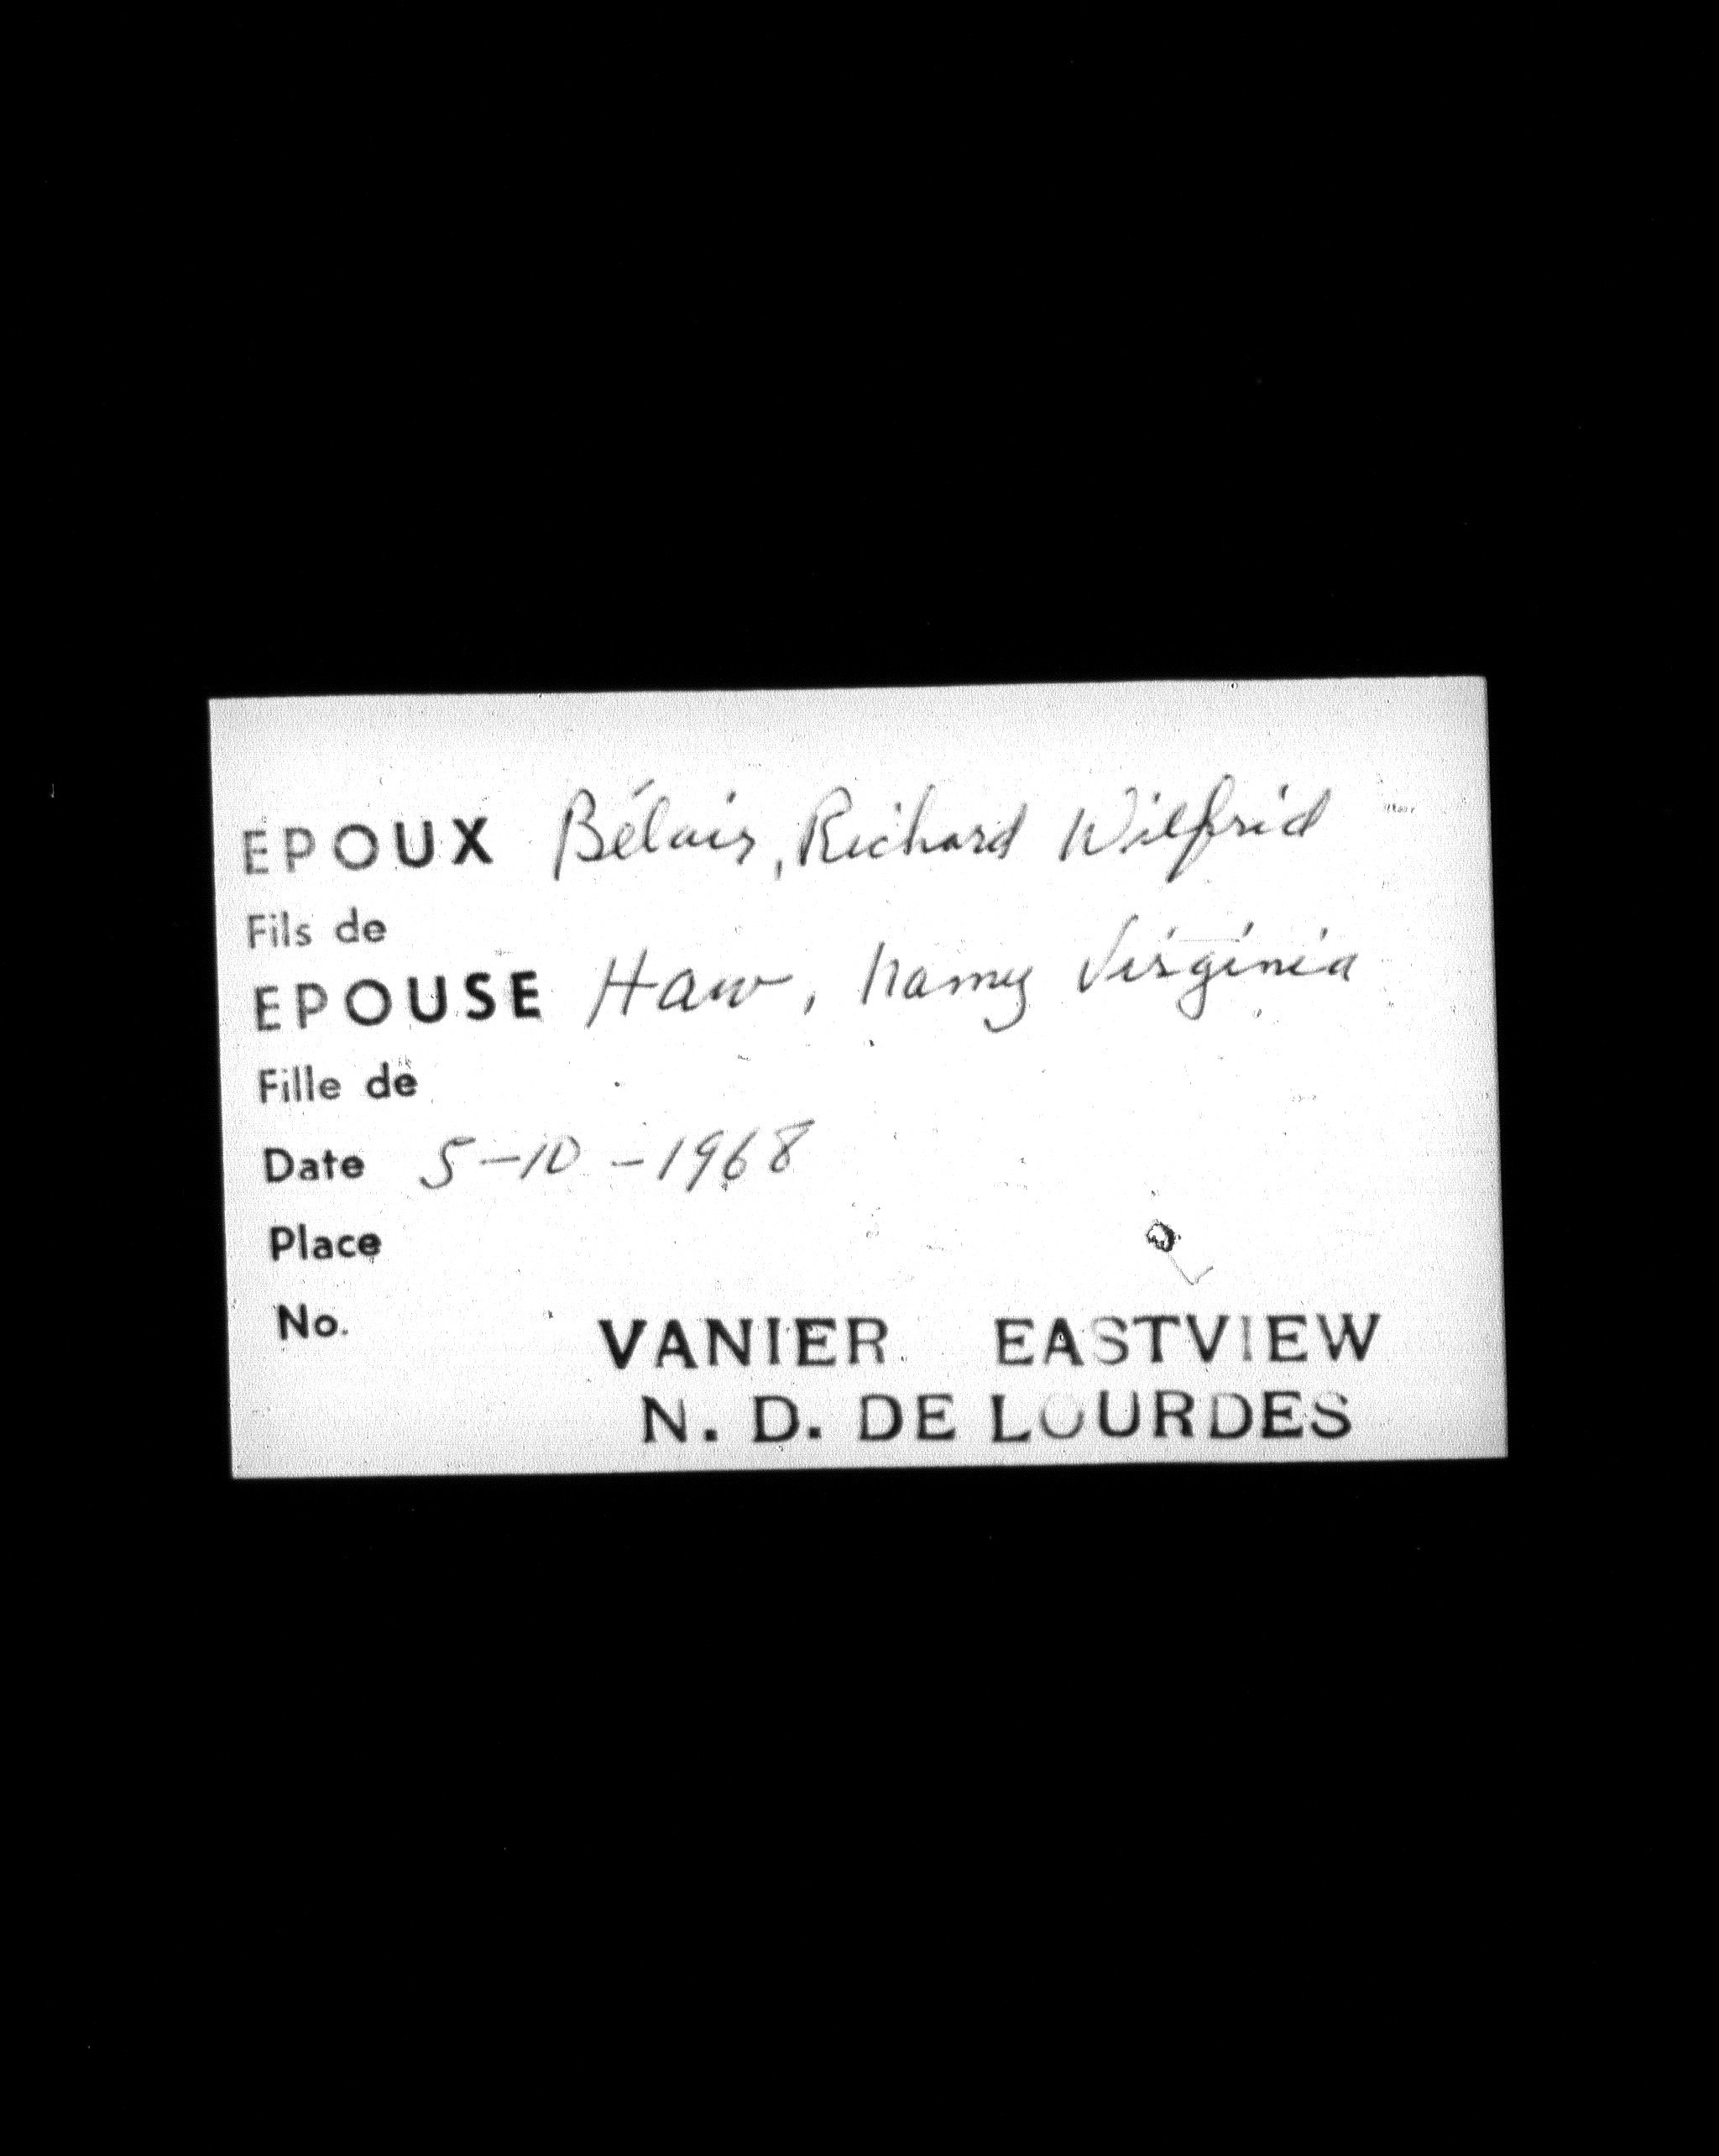 EPOUX Bélair, Richard Wilfrid
Fils de
EPOUSE Haw, Nancy Virginia
Fille de
Date 5-10-1968
Place
No.
VANIER EASTVIEW
N. D. DE LOURDES